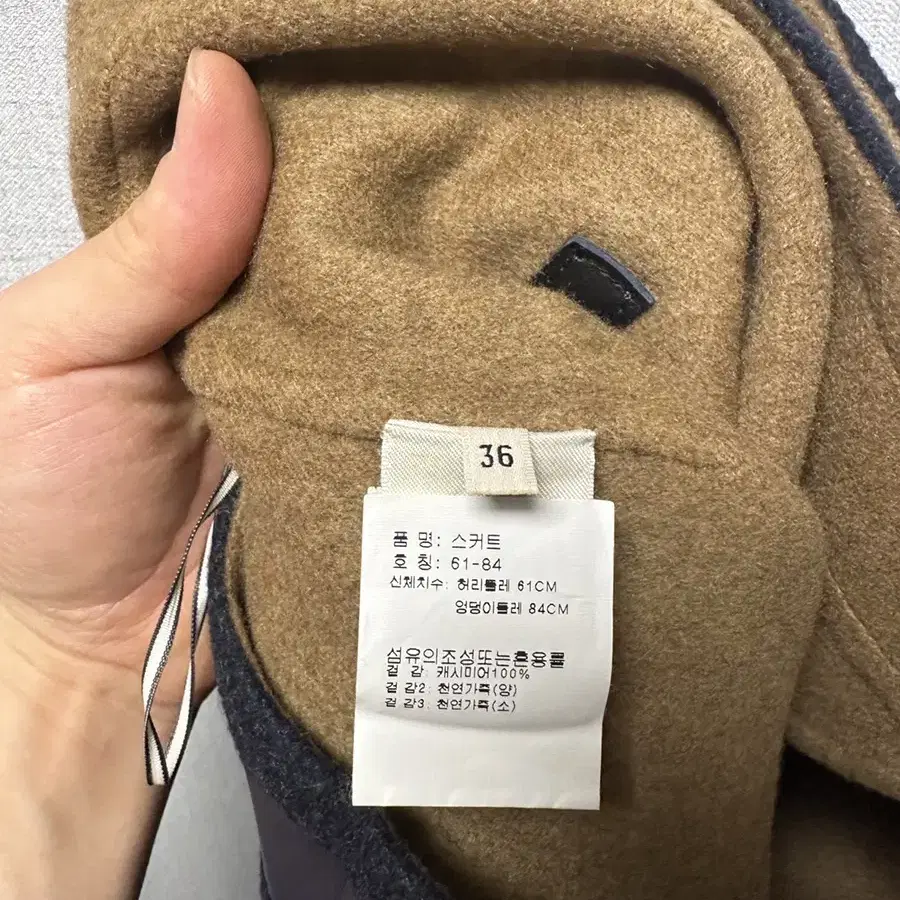 36
품 명: 스커트
호 칭: 61-84
신체치수: 허리둘레 61CM
엉덩이둘레 84CM
섬유의조성또는혼용률
겉 감: 캐시미어100%
겉 감2: 천연가죽(양)
겉 감3: 천연가죽(소)